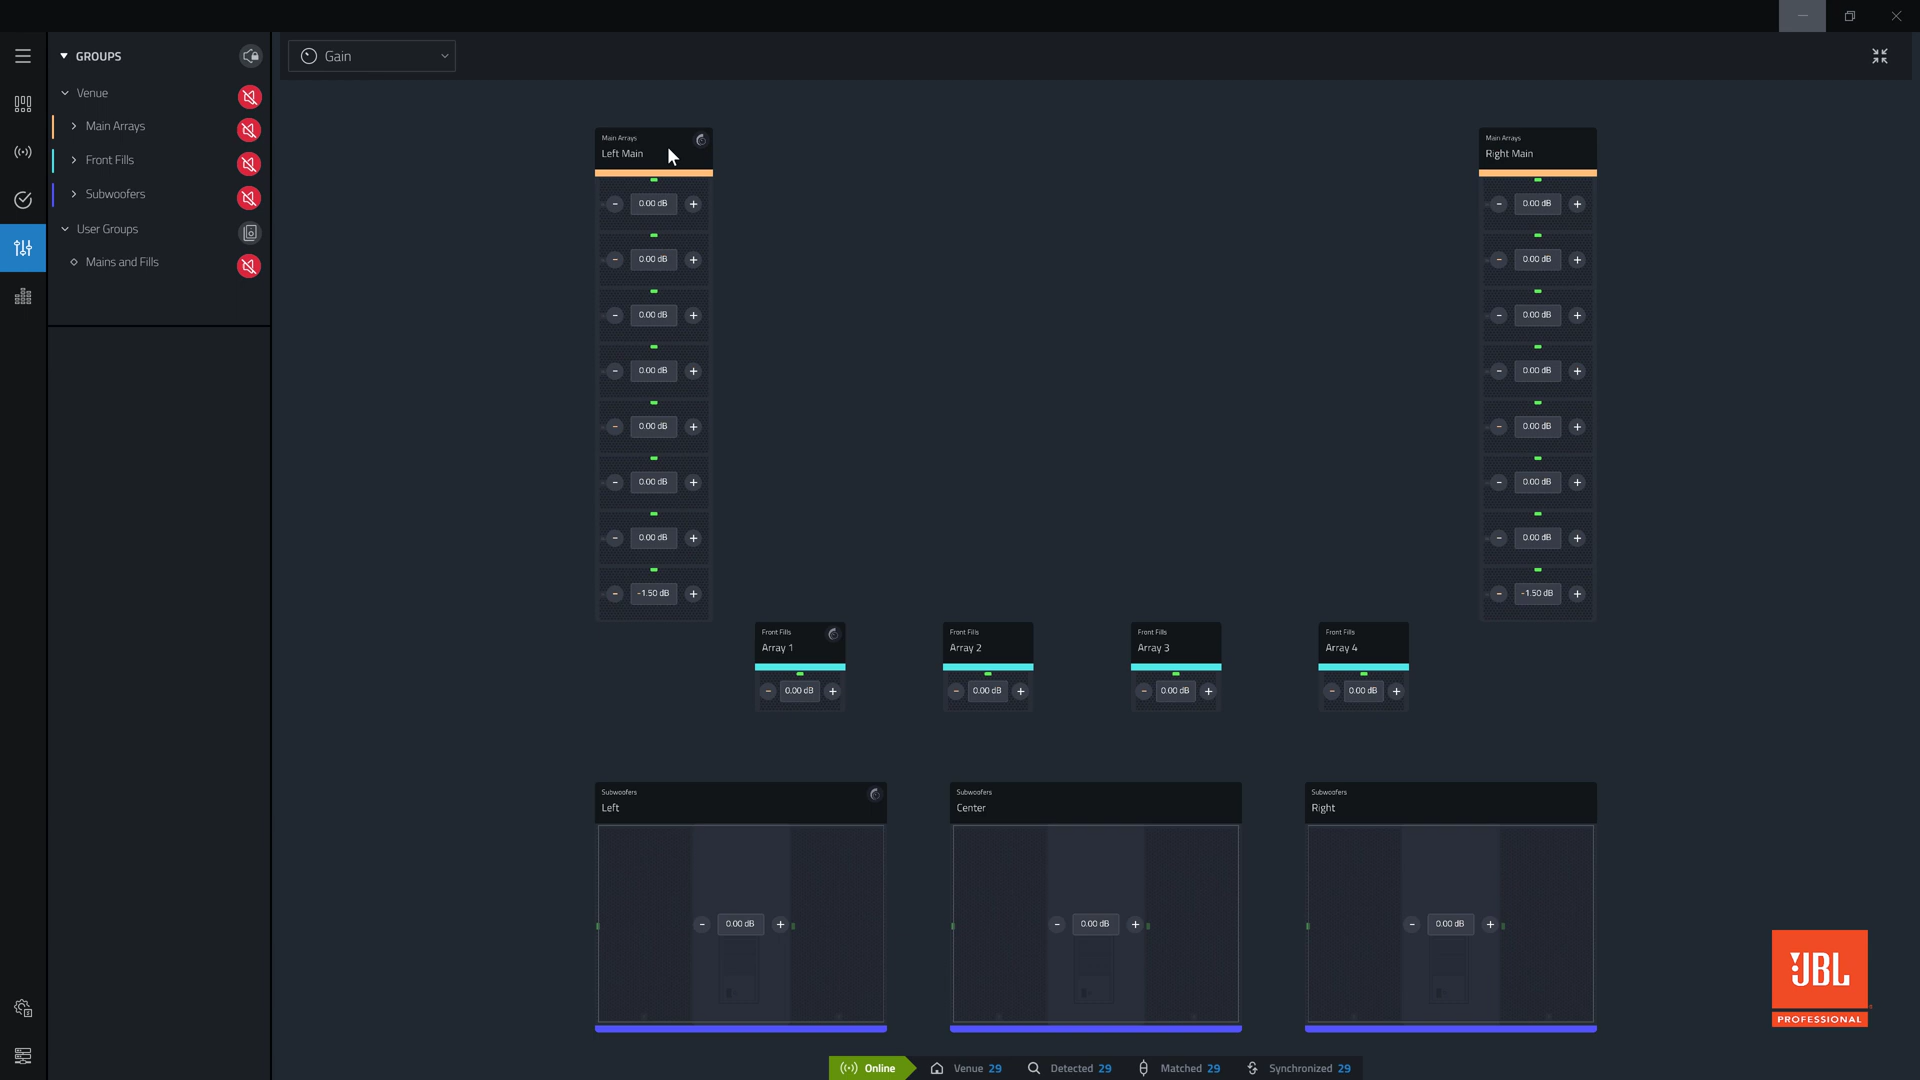 GROUPS
Gain
Venue
Main Arrays
Front Fills
Subwoofers
User Groups
Mains and Fills
Main Arrays
Left Main
0.00 dB
0.00 dB
0.00 dB
0.00 dB
0.00 dB
0.00 dB
0.00 dB
-1.50 dB
Main Arrays
Right Main
0.00 dB
0.00 dB
0.00 dB
0.00 dB
0.00 dB
0.00 dB
0.00 dB
-1.50 dB
Front Fills
Array 1
0.00 dB
Front Fills
Array 2
0.00 dB
Front Fills
Array 3
0.00 dB
Front Fills
Array 4
0.00 dB
Subwoofers
Left
0.00 dB
Subwoofers
Center
0.00 dB
Subwoofers
Right
0.00 dB
JBL
PROFESSIONAL
Online
Venue 29
Detected 29
Matched 29
Synchronized 29